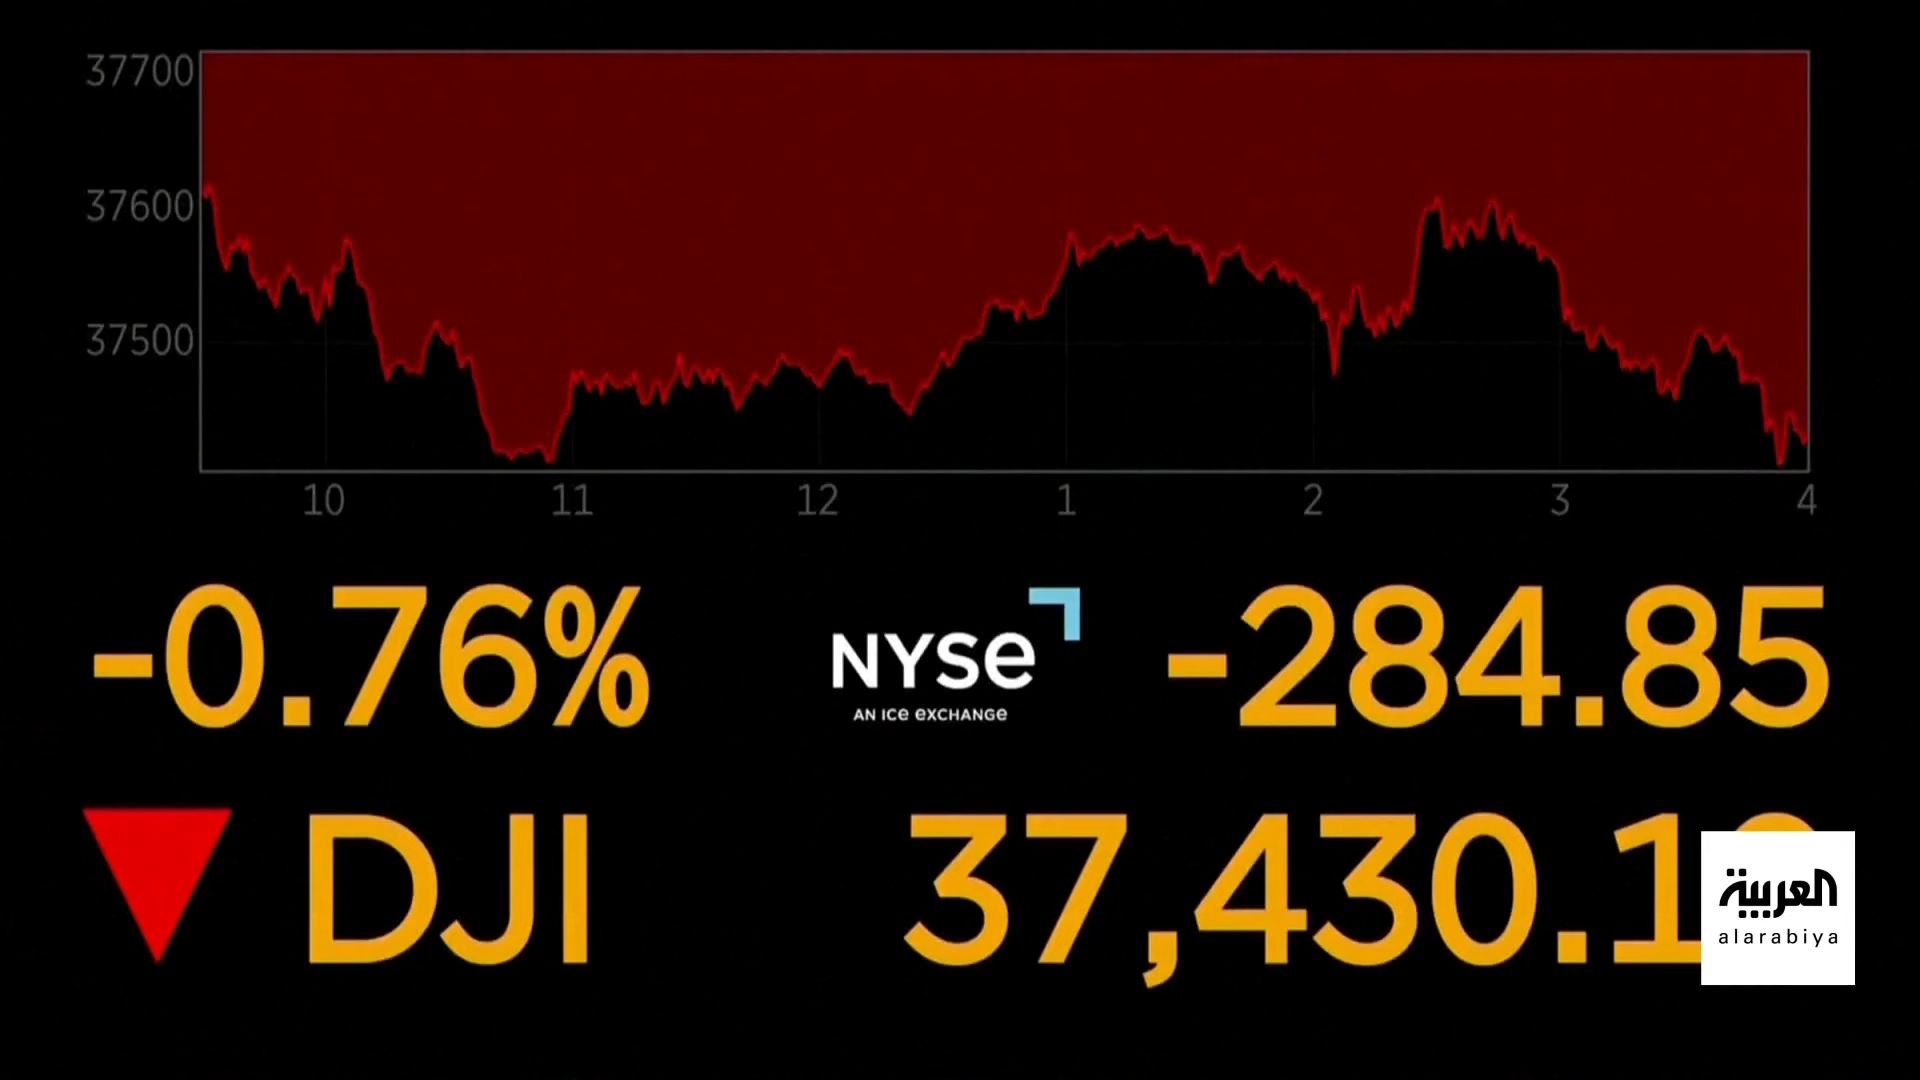 37700
37600
37500
10 11 12 1 2 3 4
-0.76%
NYSE
AN ICE EXCHANGE
-284.85
DJI
37,430.1
العربية
alarabiya